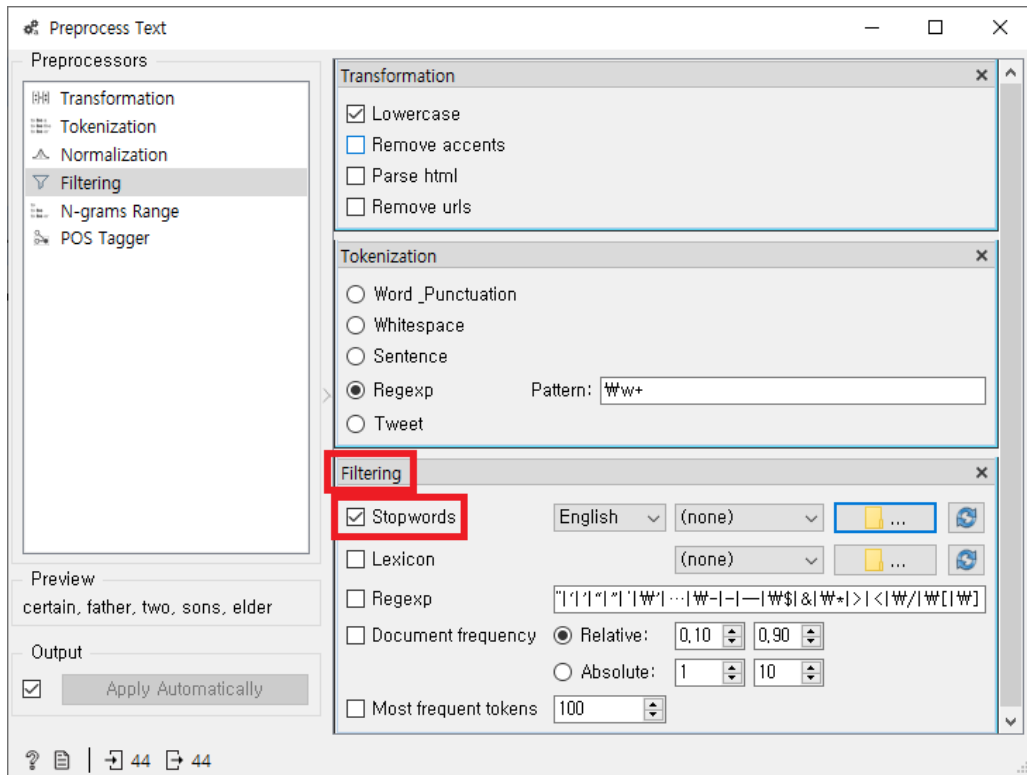 Preprocess Text
Preprocessors
Transformation
Tokenization
Normalization
Filtering
N-grams Range
POS Tagger
Preview
certain, father, two, sons, elder
Output
Apply Automatically
44 44
Transformation
Lowercase
Remove accents
Parse html
Remove urls
Tokenization
Word _Punctuation
Whitespace
Sentence
Regexp Pattern: ₩w+
Tweet
Filtering
Stopwords English (none) ...
Lexicon (none) ...
Regexp
Document frequency Relative: 0,10 0,90
Absolute: 1 10
Most frequent tokens 100